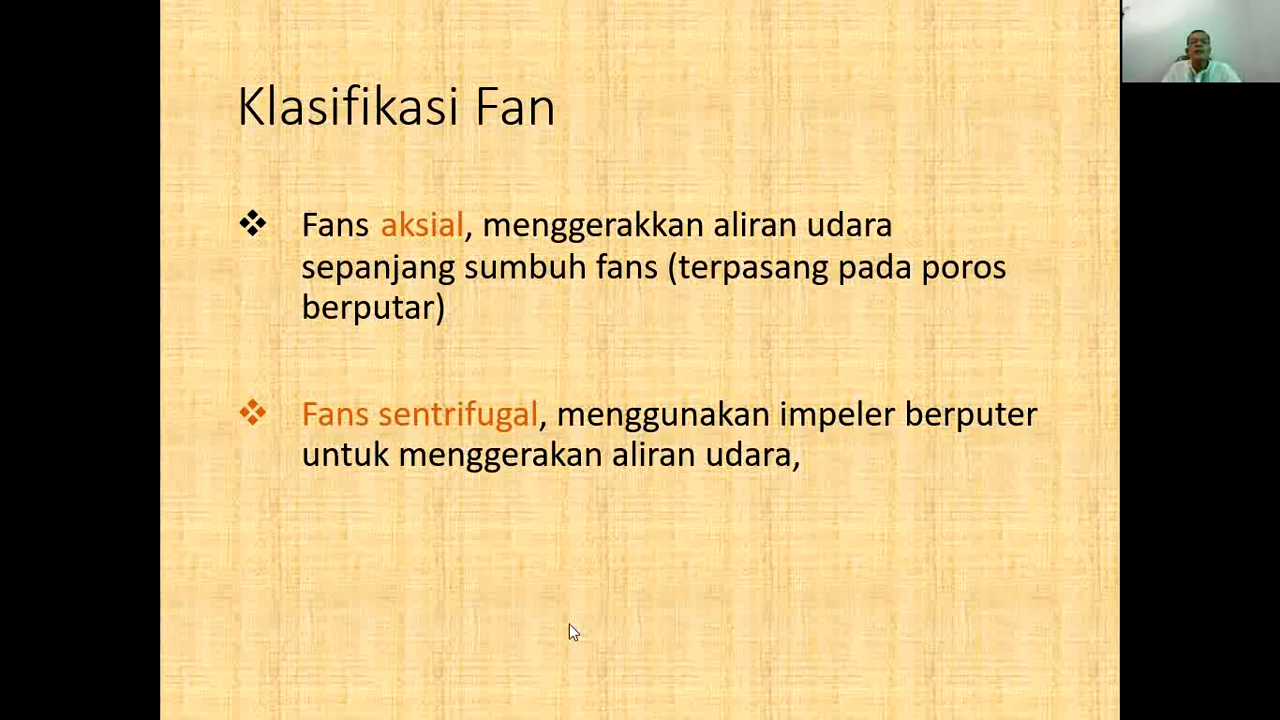 Klasifikasi Fan
Fans aksial, menggerakkan aliran udara
sepanjang sumbuh fans (terpasang pada poros
berputar)
Fans sentrifugal, menggunakan impeler berputer
untuk menggerakan aliran udara,